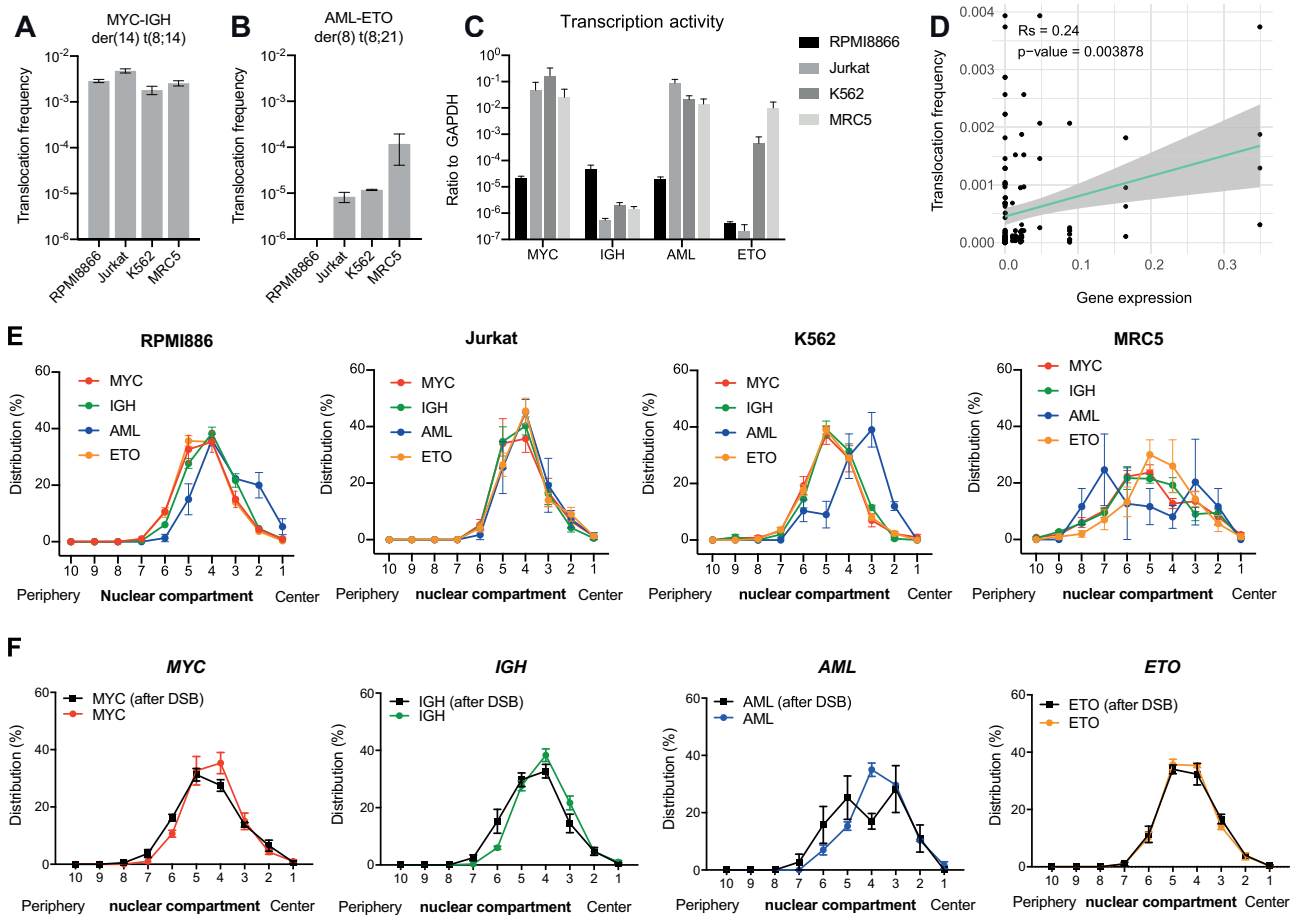 A
MYC-IGH
der(14) t(8;14)
Translocation frequency
10⁻²
10⁻³
10⁻⁴
10⁻⁵
10⁻⁶
RPMI8866
Jurkat
K562
MRC5
B
AML-ETO
der(8) t(8;21)
Translocation frequency
10⁻²
10⁻³
10⁻⁴
10⁻⁵
10⁻⁶
RPMI8866
Jurkat
K562
MRC5
C
Transcription activity
Ratio to GAPDH
10⁰
10⁻¹
10⁻²
10⁻³
10⁻⁴
10⁻⁵
10⁻⁶
10⁻⁷
MYC IGH AML ETO
RPMI8866
Jurkat
K562
MRC5
D
Rs = 0.24
p−value = 0.003878
Translocation frequency
0.004
0.003
0.002
0.001
0.000
0.0 0.1 0.2 0.3
Gene expression
E
RPMI886
Distribution (%)
60
40
20
0
MYC
IGH
AML
ETO
10 9 8 7 6 5 4 3 2 1
Periphery Nuclear compartment Center
Jurkat
Distribution (%)
60
40
20
0
MYC
IGH
AML
ETO
10 9 8 7 6 5 4 3 2 1
Periphery nuclear compartment Center
K562
Distribution (%)
60
40
20
0
MYC
IGH
AML
ETO
10 9 8 7 6 5 4 3 2 1
Periphery nuclear compartment Center
MRC5
Distribution (%)
60
40
20
0
MYC
IGH
AML
ETO
10 9 8 7 6 5 4 3 2 1
Periphery nuclear compartment Center
F
MYC
Distribution (%)
60
40
20
0
MYC (after DSB)
MYC
10 9 8 7 6 5 4 3 2 1
Periphery nuclear compartment Center
IGH
Distribution (%)
60
40
20
0
IGH (after DSB)
IGH
10 9 8 7 6 5 4 3 2 1
Periphery nuclear compartment Center
AML
Distribution (%)
60
40
20
0
AML (after DSB)
AML
10 9 8 7 6 5 4 3 2 1
Periphery nuclear compartment Center
ETO
Distribution (%)
60
40
20
0
ETO (after DSB)
ETO
10 9 8 7 6 5 4 3 2 1
Periphery nuclear compartment Center